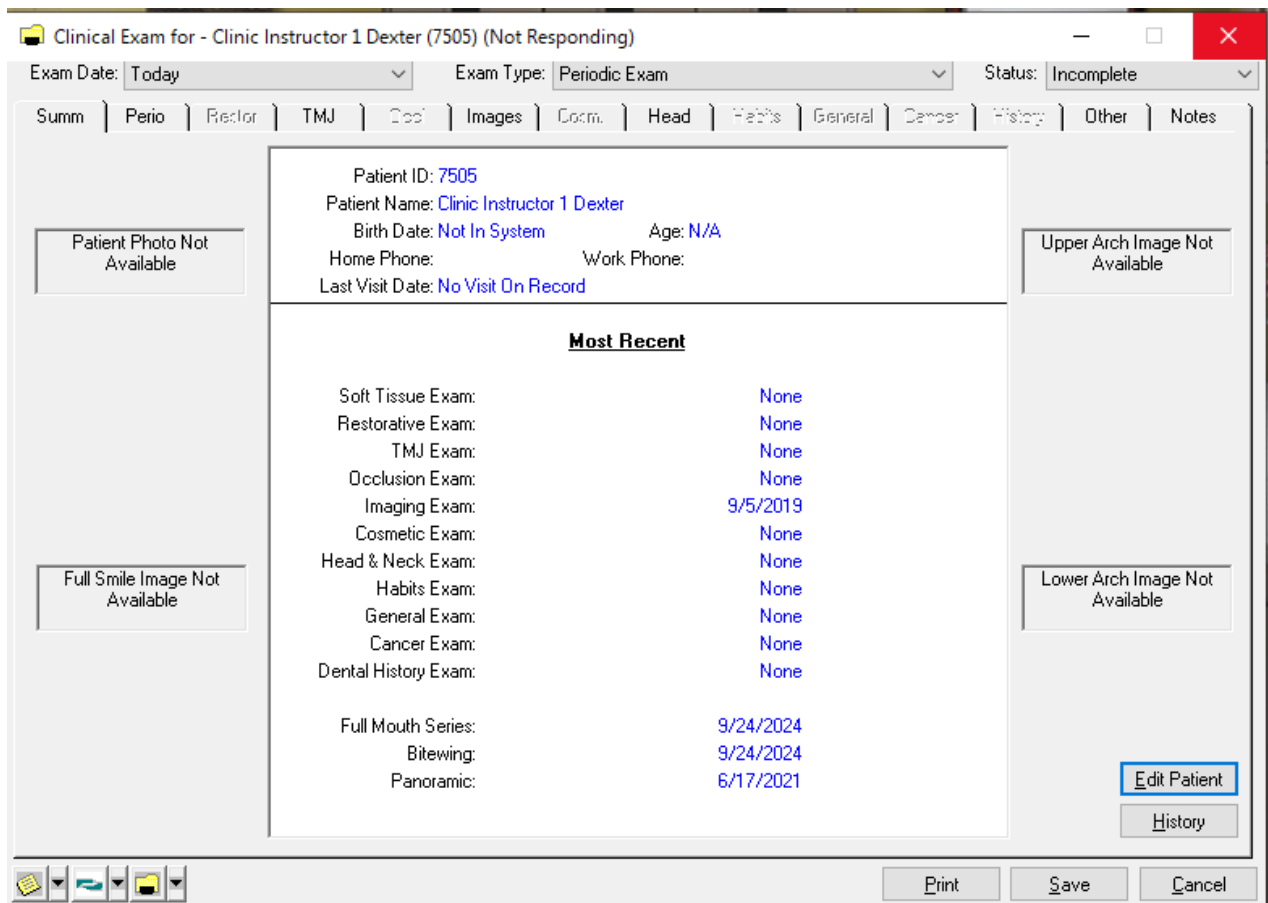 Clinical Exam for - Clinic Instructor 1 Dexter (7505) (Not Responding)
Exam Date: Today Exam Type: Periodic Exam Status: Incomplete
Summ Perio Restor TMJ Occl Images Cosm. Head Habits General Cancer History Other Notes
Patient ID: 7505
Patient Name: Clinic Instructor 1 Dexter
Birth Date: Not In System Age: N/A
Home Phone: Work Phone:
Last Visit Date: No Visit On Record
Patient Photo Not
Available
Upper Arch Image Not
Available
Most Recent
Soft Tissue Exam: None
Restorative Exam: None
TMJ Exam: None
Occlusion Exam: None
Imaging Exam: 9/5/2019
Cosmetic Exam: None
Head & Neck Exam: None
Habits Exam: None
General Exam: None
Cancer Exam: None
Dental History Exam: None
Full Smile Image Not
Available
Lower Arch Image Not
Available
Full Mouth Series: 9/24/2024
Bitewing: 9/24/2024
Panoramic: 6/17/2021
Edit Patient
History
Print Save Cancel